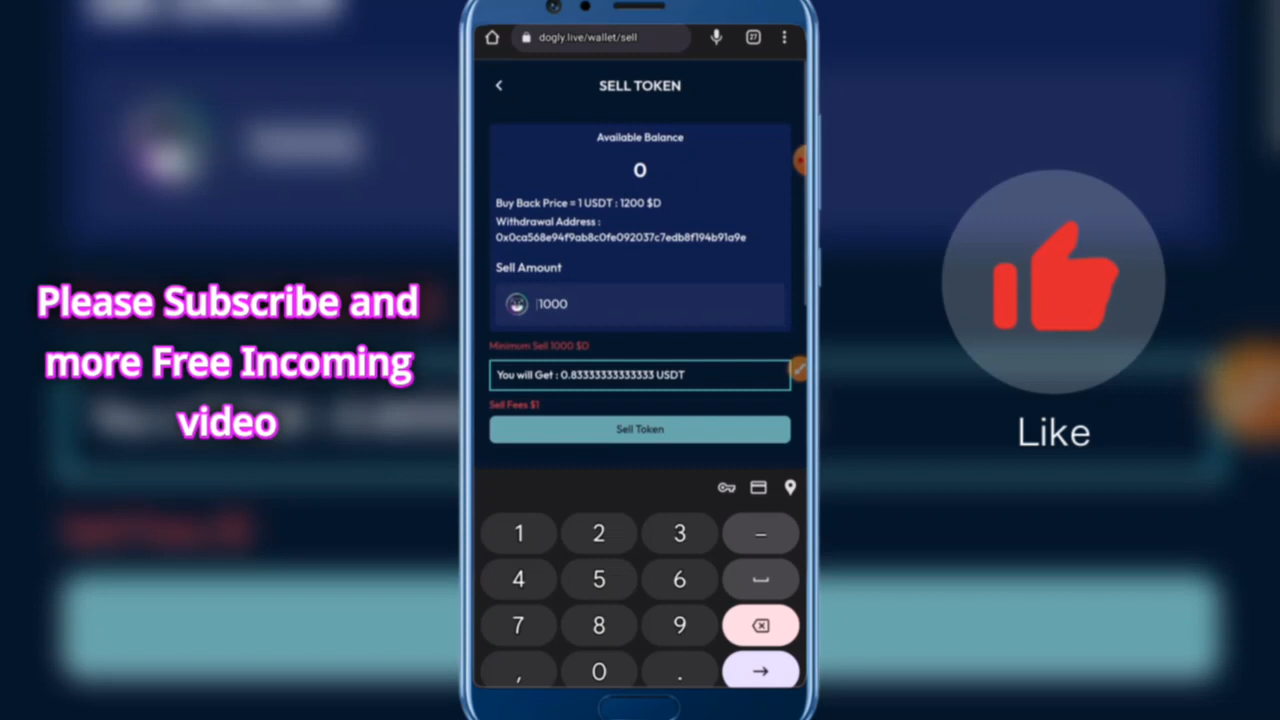 dogly.live/wallet/sell
27
SELL TOKEN
Available Balance
0
Buy Back Price = 1 USDT : 1200 $D
Withdrawal Address :
0x0ca568e94f9ab8c0fe092037c7edb8f194b91a9e
Sell Amount
1000
Minimum Sell 1000 $D
You will Get : 0.83333333333333 USDT
Sell Fees $1
Sell Token
1 2 3 –
4 5 6
7 8 9
, 0 .
Please Subscribe and
more Free Incoming
video
Like